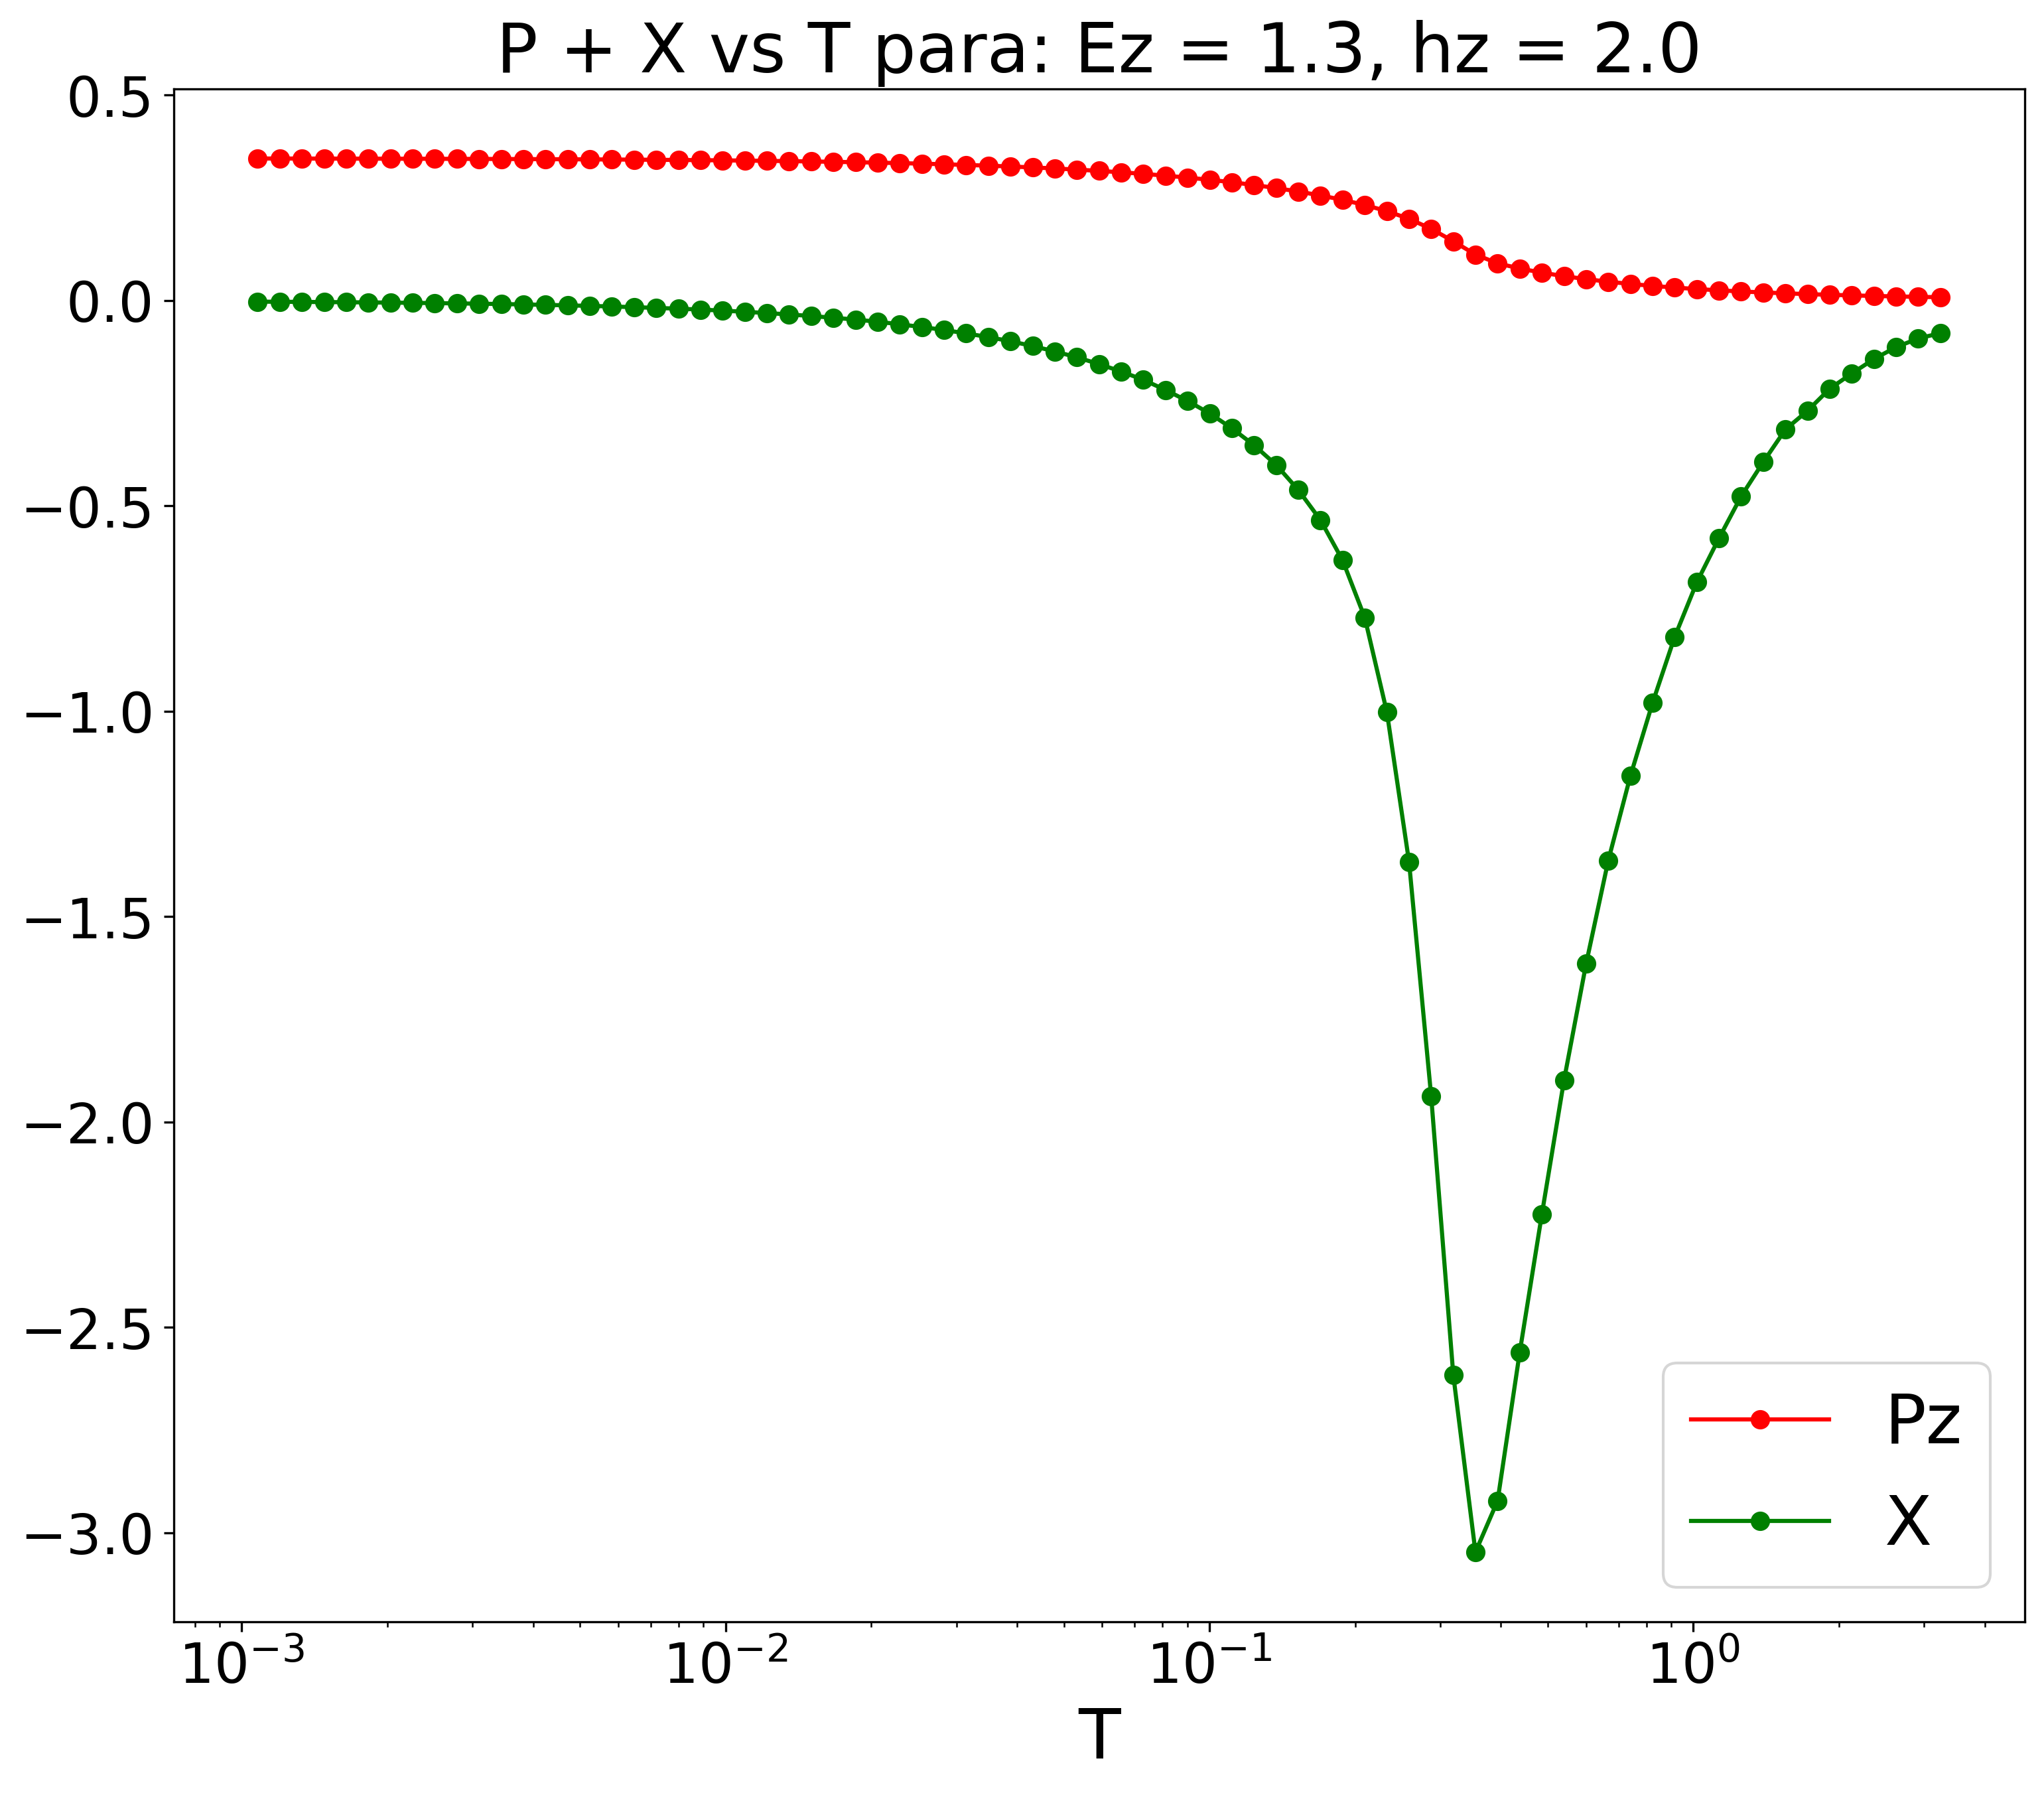 P + X vs T para: Ez = 1.3, hz = 2.0
0.5
0.0
−0.5
−1.0
−1.5
−2.0
−2.5
−3.0
Pz
X
10⁻³ 10⁻² 10⁻¹ 10⁰
T